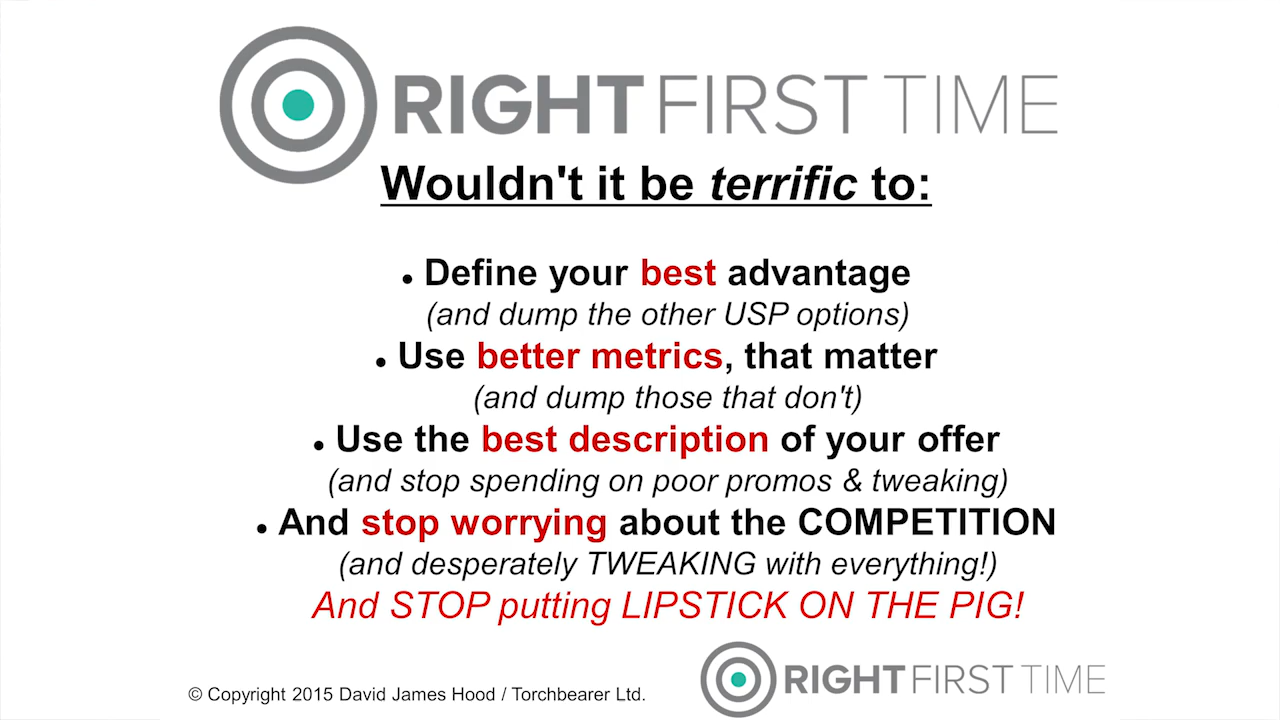 RIGHT FIRST TIME
Wouldn't it be terrific to:
• Define your best advantage
(and dump the other USP options)
• Use better metrics, that matter
(and dump those that don't)
• Use the best description of your offer
(and stop spending on poor promos & tweaking)
• And stop worrying about the COMPETITION
(and desperately TWEAKING with everything!)
And STOP putting LIPSTICK ON THE PIG!
RIGHT FIRST TIME
© Copyright 2015 David James Hood / Torchbearer Ltd.